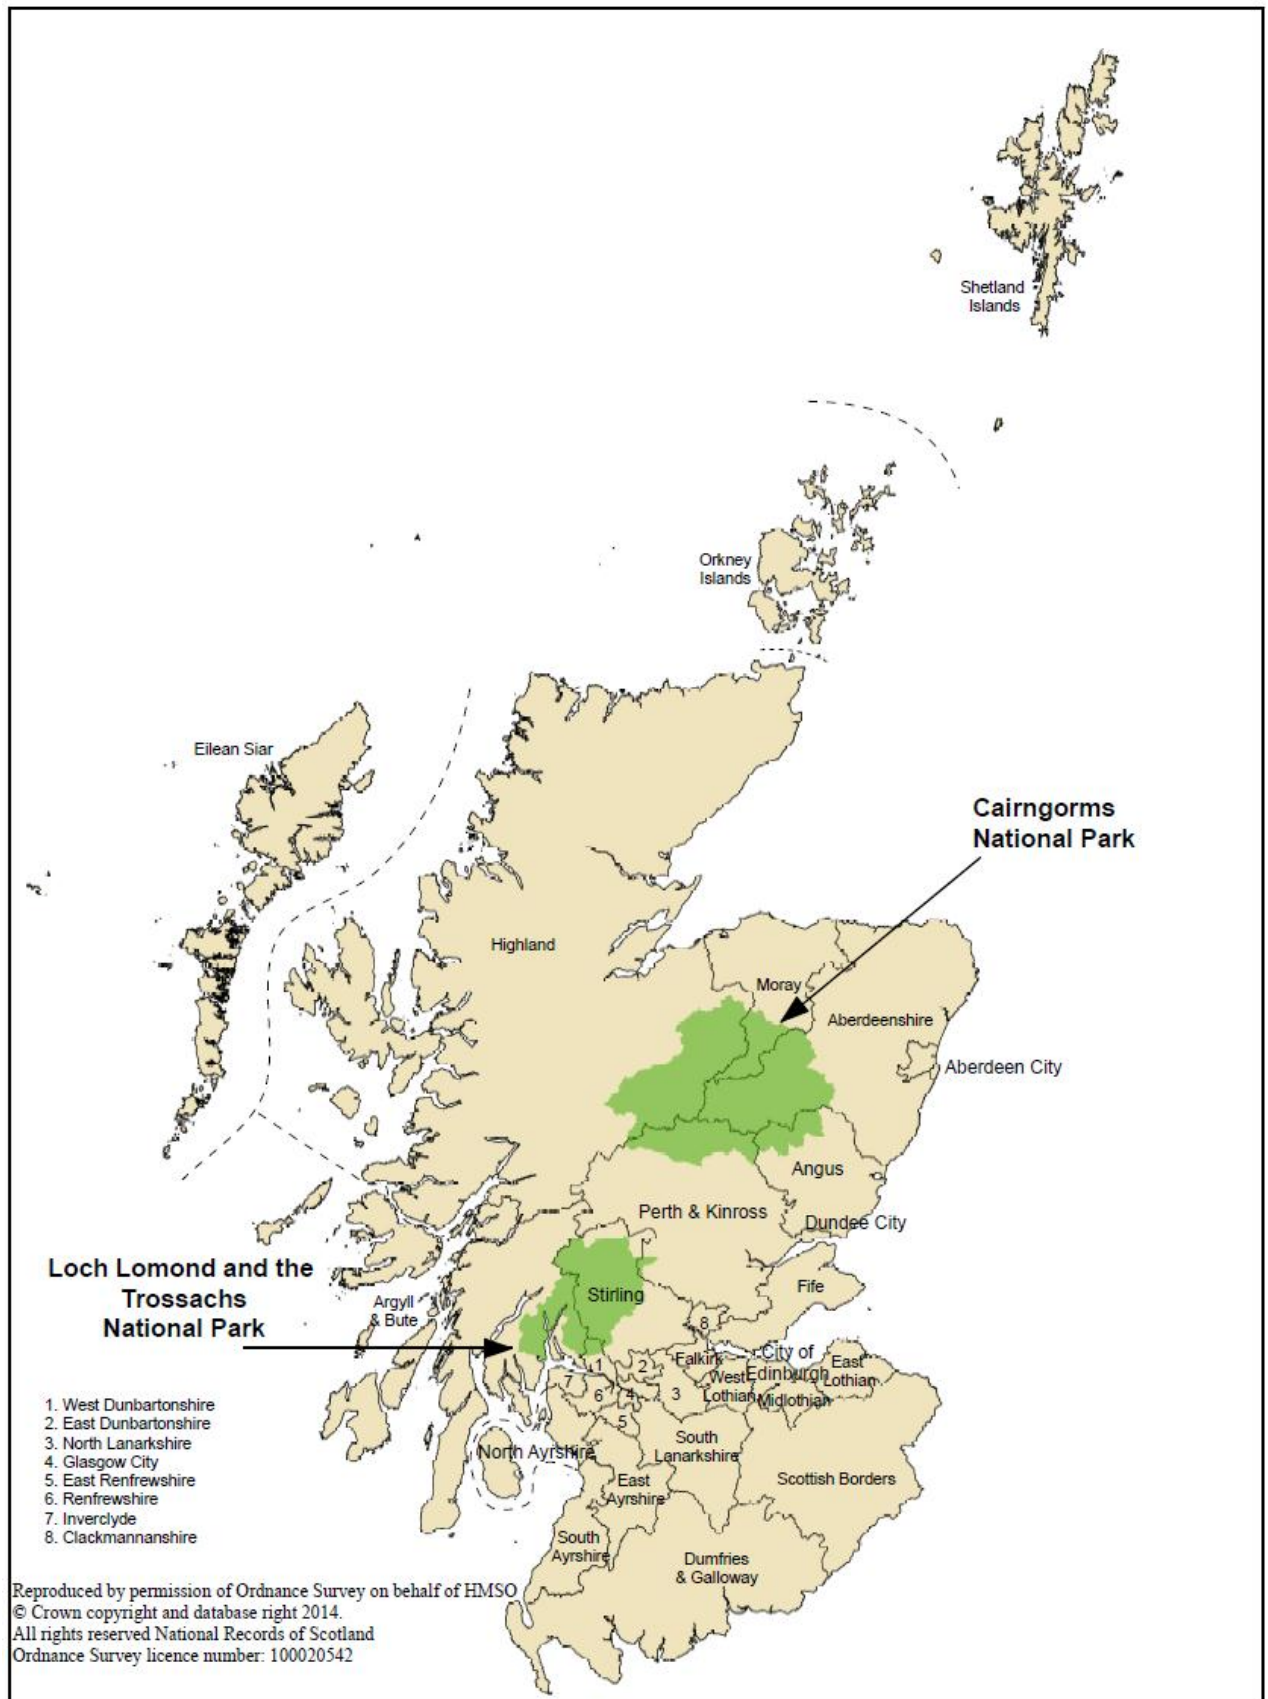 Shetland
Islands
Orkney
Islands
Eilean Siar
Cairngorms
National Park
Highland
Moray
Aberdeenshire
Aberdeen City
Angus
Perth & Kinross
Dundee City
Loch Lomond and the
Trossachs
National Park
Stirling
Fife
Argyll
& Bute
8
City of
Edinburgh
Falkirk
East
Lothian
1
2
West
Lothian
Midlothian
7
6
4
3
5
1. West Dunbartonshire
2. East Dunbartonshire
3. North Lanarkshire
4. Glasgow City
5. East Renfrewshire
6. Renfrewshire
7. Inverclyde
8. Clackmannanshire
North Ayrshire
South
Lanarkshire
East
Ayrshire
Scottish Borders
South
Ayrshire
Dumfries
& Galloway
Reproduced by permission of Ordnance Survey on behalf of HMSO
© Crown copyright and database right 2014.
All rights reserved National Records of Scotland
Ordnance Survey licence number: 100020542